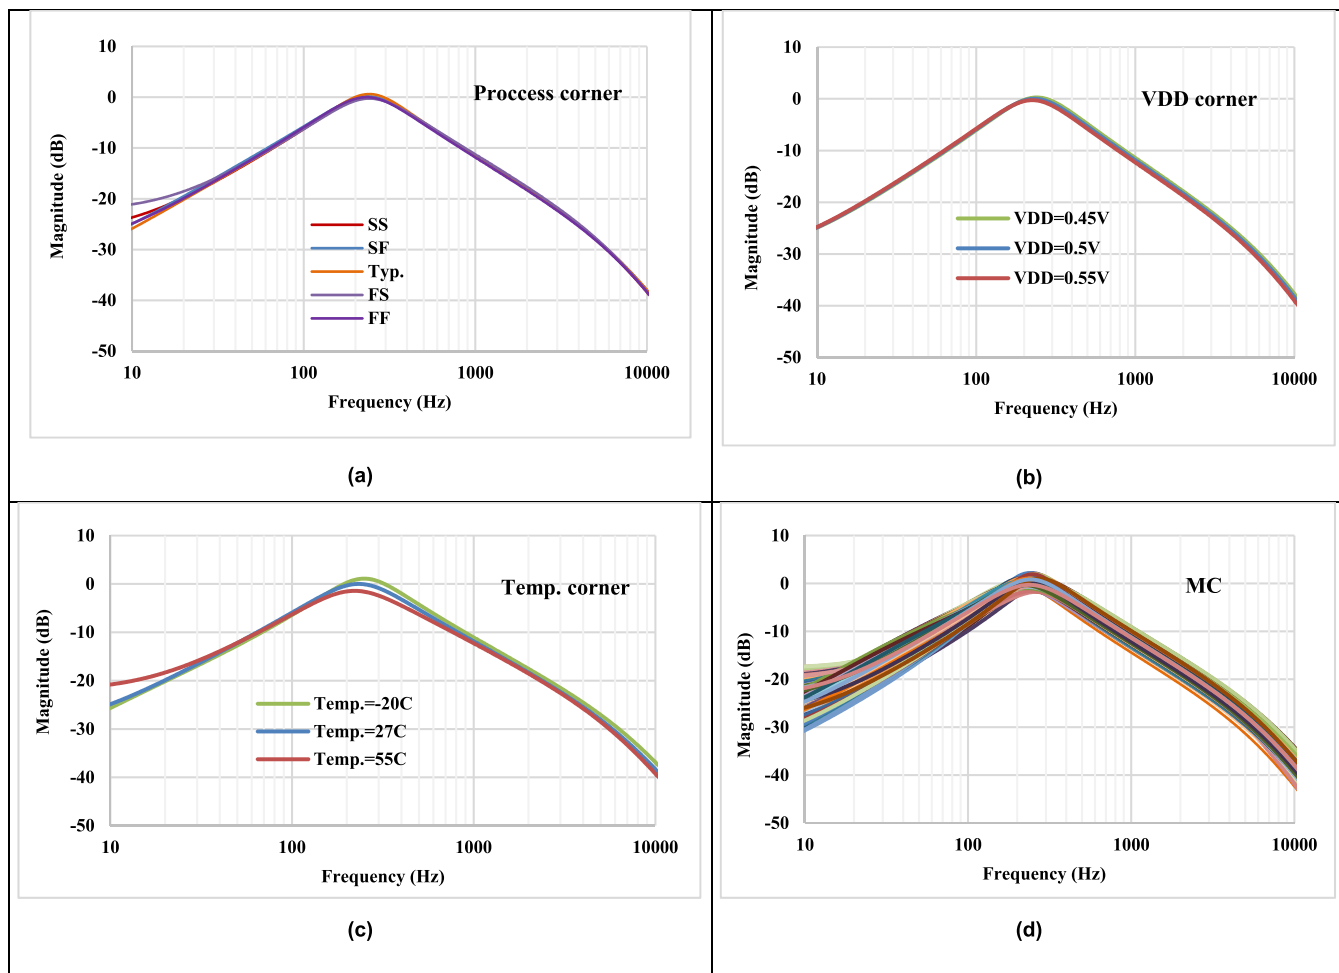 10
0
-10
-20
-30
-40
-50
Magnitude (dB)
Proccess corner
SS
SF
Typ.
FS
FF
10
100
1000
10000
Frequency (Hz)
(a)
10
0
-10
-20
-30
-40
-50
Magnitude (dB)
VDD corner
VDD=0.45V
VDD=0.5V
VDD=0.55V
10
100
1000
10000
Frequency (Hz)
(b)
10
0
-10
-20
-30
-40
-50
Magnitude (dB)
Temp. corner
Temp.=-20C
Temp.=27C
Temp.=55C
10
100
1000
10000
Frequency (Hz)
(c)
10
0
-10
-20
-30
-40
-50
Magnitude (dB)
MC
10
100
1000
10000
Frequency (Hz)
(d)